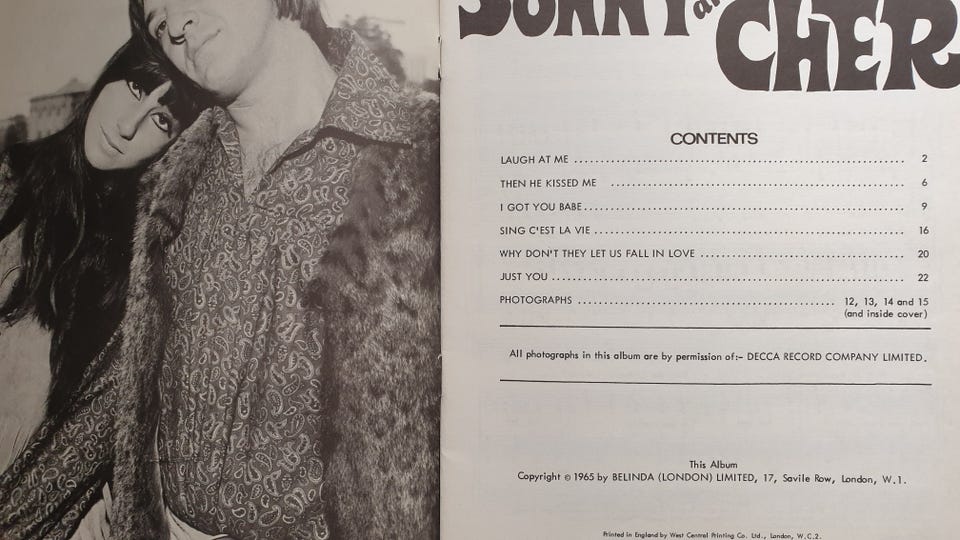 SONNY and
CHER
CONTENTS
LAUGH AT ME ........................................................................ 2
THEN HE KISSED ME ................................................................ 6
I GOT YOU BABE ...................................................................... 9
SING C'EST LA VIE .................................................................... 16
WHY DON'T THEY LET US FALL IN LOVE .............................................. 20
JUST YOU .............................................................................. 22
PHOTOGRAPHS .................................................... 12, 13, 14 and 15
(and inside cover)
All photographs in this album are by permission of:- DECCA RECORD COMPANY LIMITED.
This Album
Copyright © 1965 by BELINDA (LONDON) LIMITED, 17, Savile Row, London, W.1.
Printed in England by West Central Printing Co. Ltd., London, W.C.2.